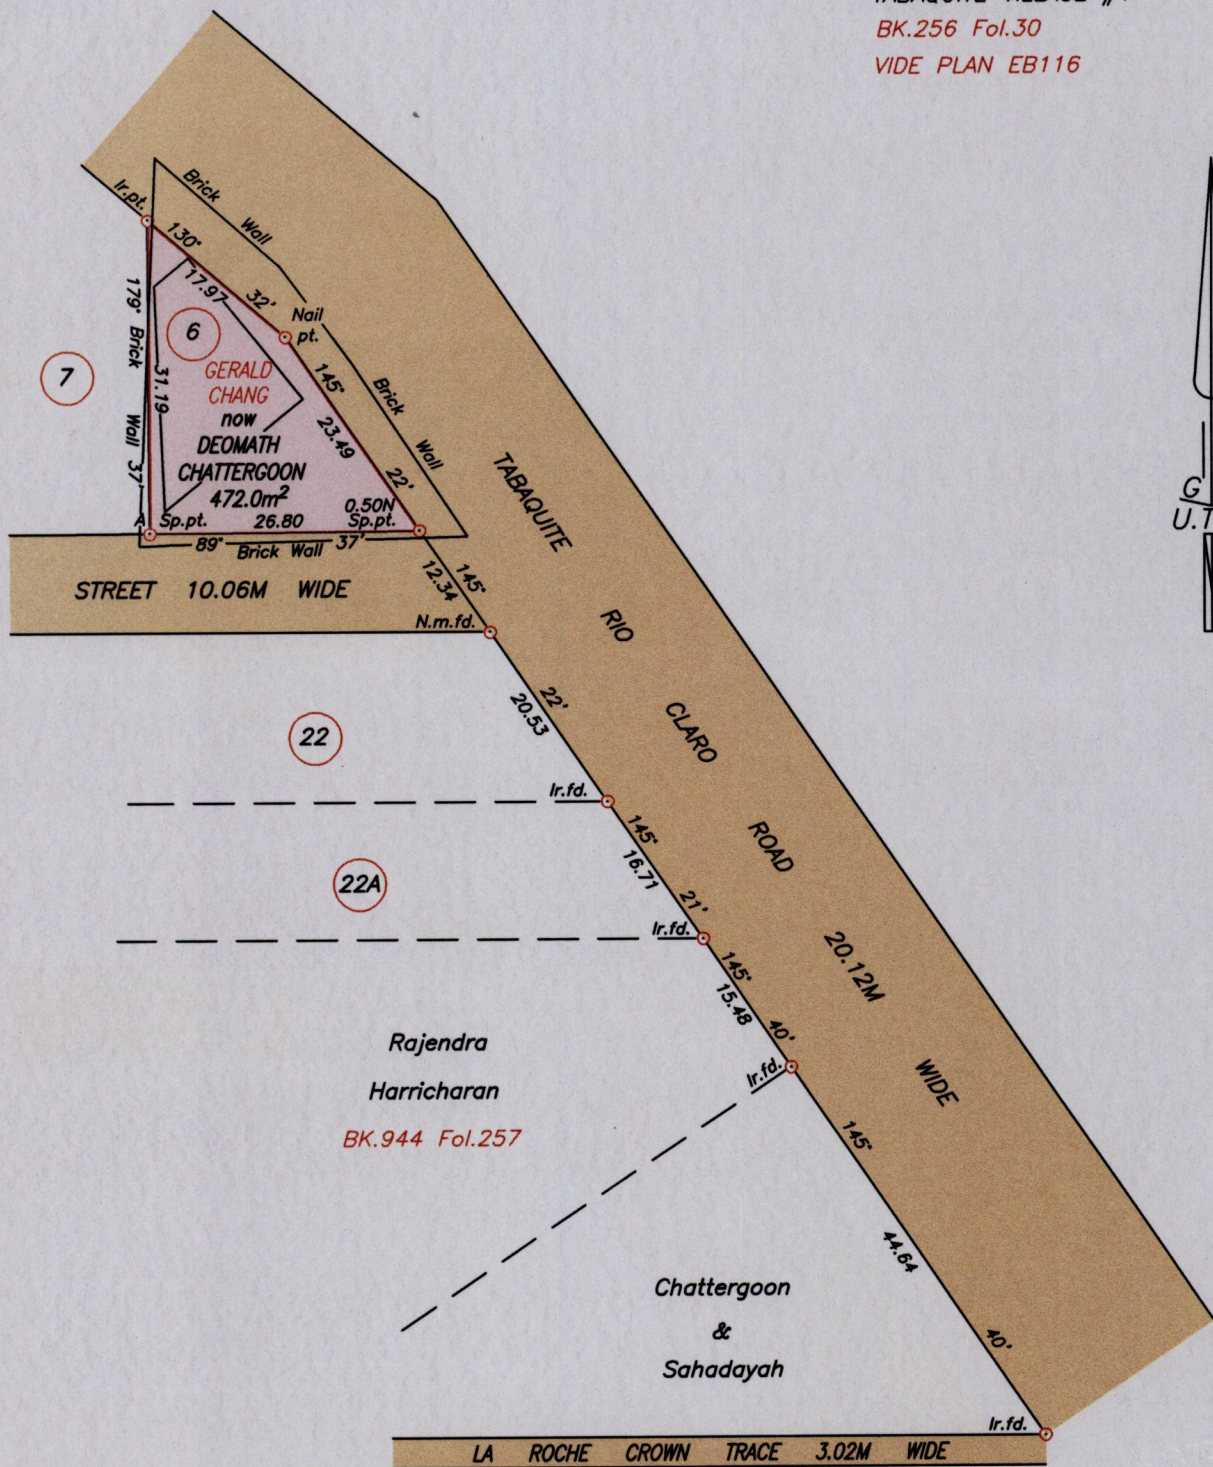 BK.256 Fol.30
VIDE PLAN EB116
Ir.pt.
Brick Wall
130° 32'
17.97
Nail
pt.
179° 37'
Brick Wall
31.19
7
6
GERALD
CHANG
now
DEOMATH
CHATTERGOON
472.0m²
145° 22'
23.49
Brick Wall
0.50N
A Sp.pt. 26.80 Sp.pt.
89° 37'
Brick Wall
STREET 10.06M WIDE
145° 22'
12.34
N.m.fd.
20.53
TABAQUITE RIO CLARO ROAD 20.12M WIDE
G
22
Ir.fd.
145° 21'
16.71
22A
Ir.fd.
145° 40'
15.48
Rajendra
Harricharan
BK.944 Fol.257
Ir.fd.
145° 40'
44.64
Chattergoon
&
Sahadayah
Ir.fd.
LA ROCHE CROWN TRACE 3.02M WIDE